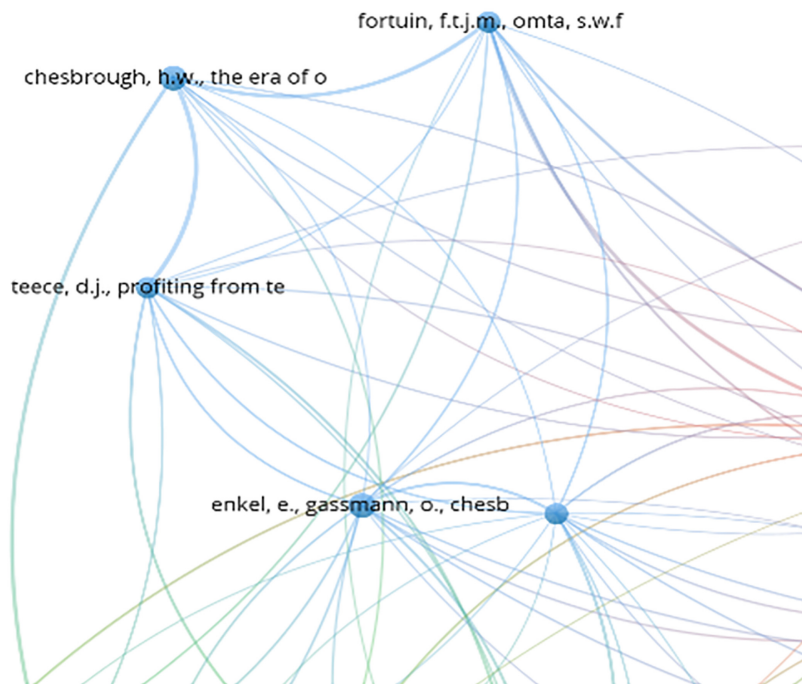 fortuin, f.t.j.m., omta, s.w.f
chesbrough, h.w., the era of o
teece, d.j., profiting from te
enkel, e., gassmann, o., chesb